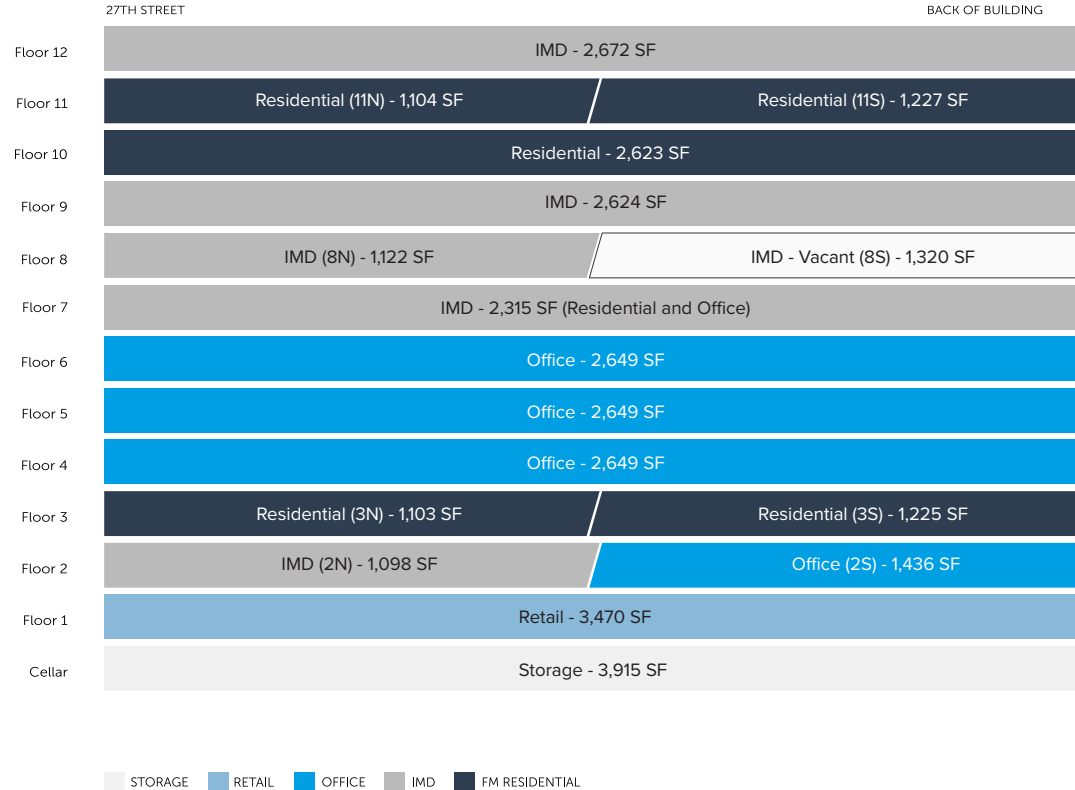 27TH STREET BACK OF BUILDING
Floor 12 IMD - 2,672 SF
Floor 11 Residential (11N) - 1,104 SF Residential (11S) - 1,227 SF
Floor 10 Residential - 2,623 SF
Floor 9 IMD - 2,624 SF
Floor 8 IMD (8N) - 1,122 SF IMD - Vacant (8S) - 1,320 SF
Floor 7 IMD - 2,315 SF (Residential and Office)
Floor 6 Office - 2,649 SF
Floor 5 Office - 2,649 SF
Floor 4 Office - 2,649 SF
Floor 3 Residential (3N) - 1,103 SF Residential (3S) - 1,225 SF
Floor 2 IMD (2N) - 1,098 SF Office (2S) - 1,436 SF
Floor 1 Retail - 3,470 SF
Cellar Storage - 3,915 SF
STORAGE RETAIL OFFICE IMD FM RESIDENTIAL